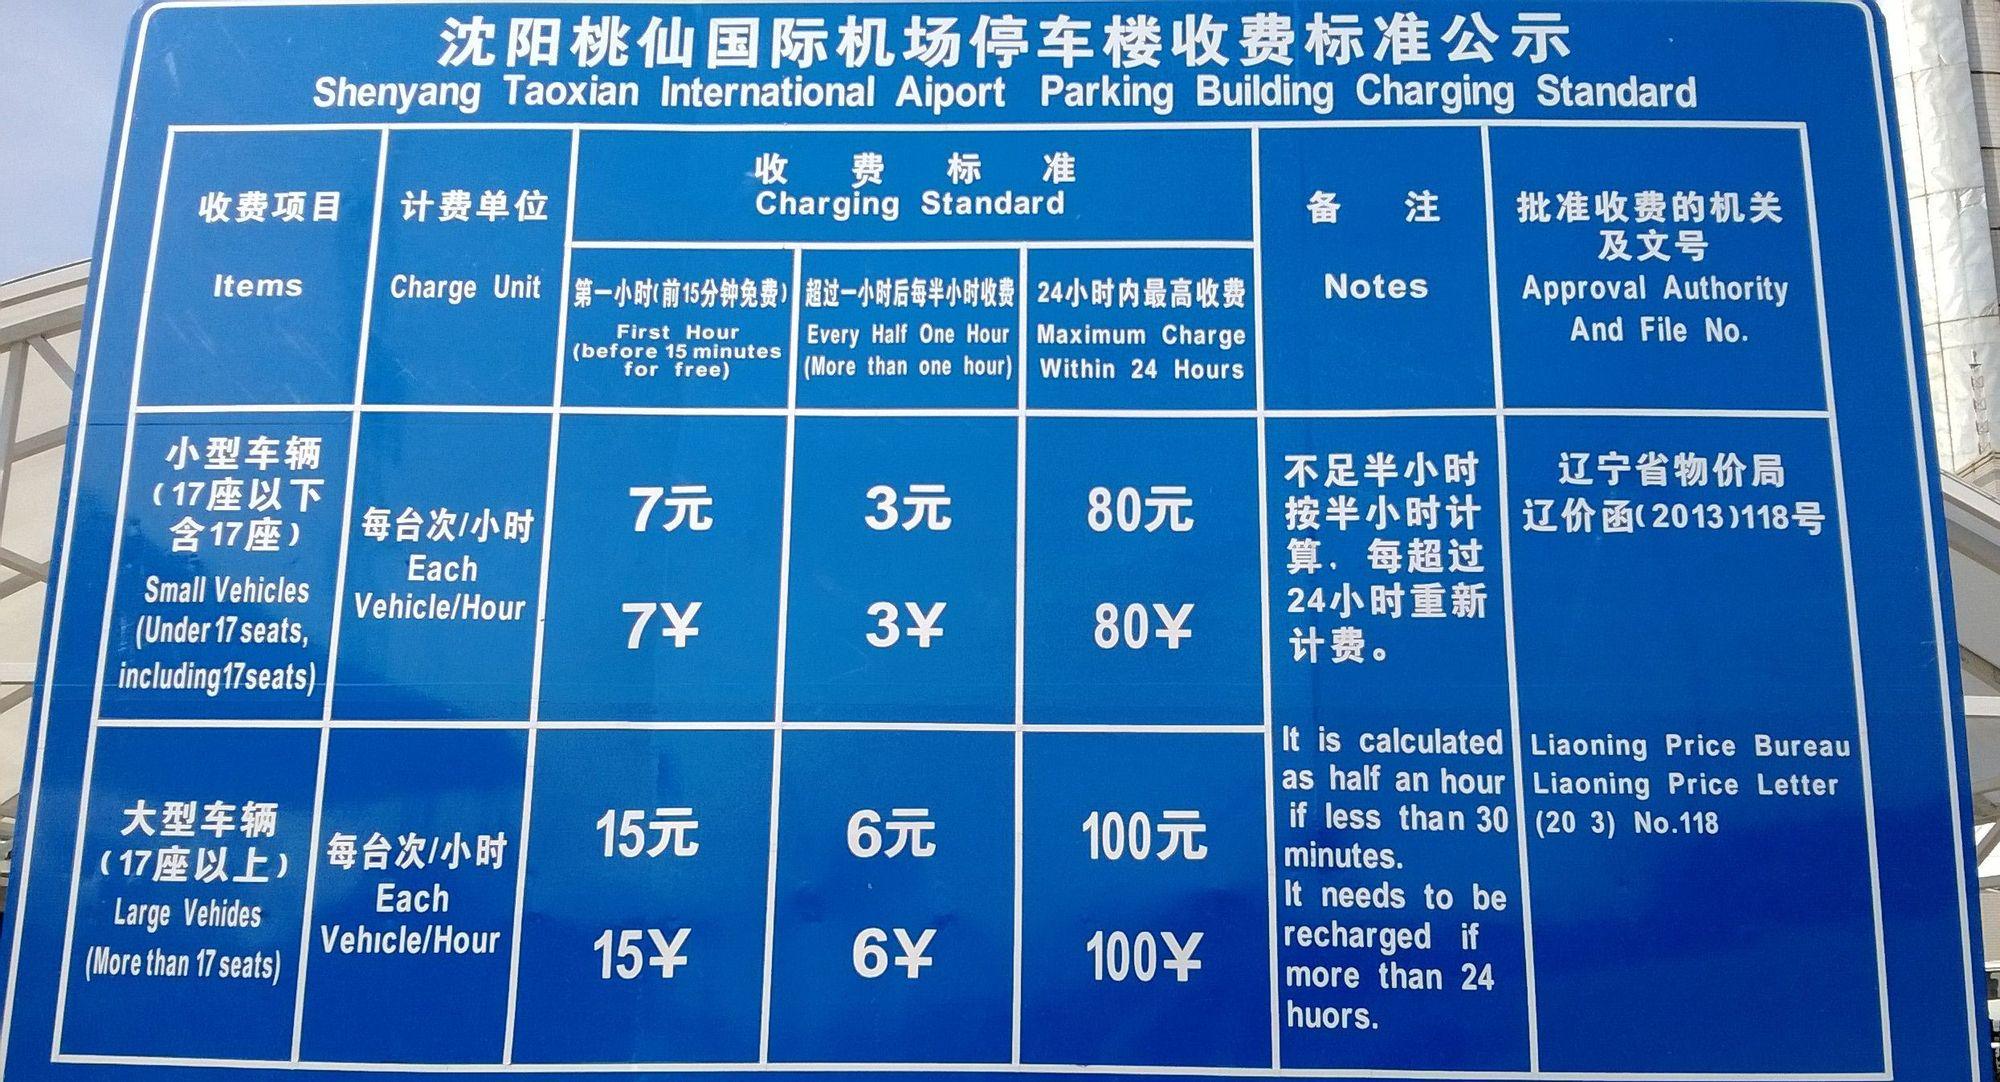 沈阳桃仙国际机场停车楼收费标准公示
Shenyang Taoxian International Aiport Parking Building Charging Standard
收费项目
Items
计费单位
Charge Unit
收费标准
Charging Standard
第一小时(前15分钟免费)
First Hour
(before 15 minutes
for free)
超过一小时后每半小时收费
Every Half One Hour
(More than one hour)
24小时内最高收费
Maximum Charge
Within 24 Hours
备注
Notes
批准收费的机关
及文号
Approval Authority
And File No.
小型车辆
(17座以下
含17座)
Small Vehicles
(Under 17 seats,
including17seats)
每台次/小时
Each
Vehicle/Hour
7元
7¥
3元
3¥
80元
80¥
不足半小时
按半小时计
算，每超过
24小时重新
计费。
It is calculated
as half an hour
if less than 30
minutes.
It needs to be
recharged if
more than 24
huors.
辽宁省物价局
辽价函(2013)118号
Liaoning Price Bureau
Liaoning Price Letter
(20 3) No.118
大型车辆
(17座以上)
Large Vehides
(More than 17 seats)
每台次/小时
Each
Vehicle/Hour
15元
15¥
6元
6¥
100元
100¥